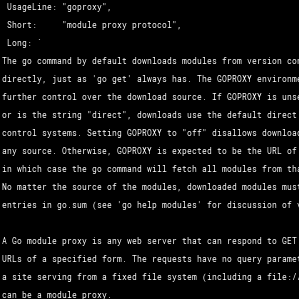 UsageLine: "goproxy",
Short:     "module proxy protocol",
Long: `
The go command by default downloads modules from version con
directly, just as 'go get' always has. The GOPROXY environme
further control over the download source. If GOPROXY is unse
or is the string "direct", downloads use the default direct
control systems. Setting GOPROXY to "off" disallows downloa
any source. Otherwise, GOPROXY is expected to be the URL of
in which case the go command will fetch all modules from tha
No matter the source of the modules, downloaded modules must
entries in go.sum (see 'go help modules' for discussion of v

A Go module proxy is any web server that can respond to GET
URLs of a specified form. The requests have no query paramet
a site serving from a fixed file system (including a file:/
can be a module proxy.